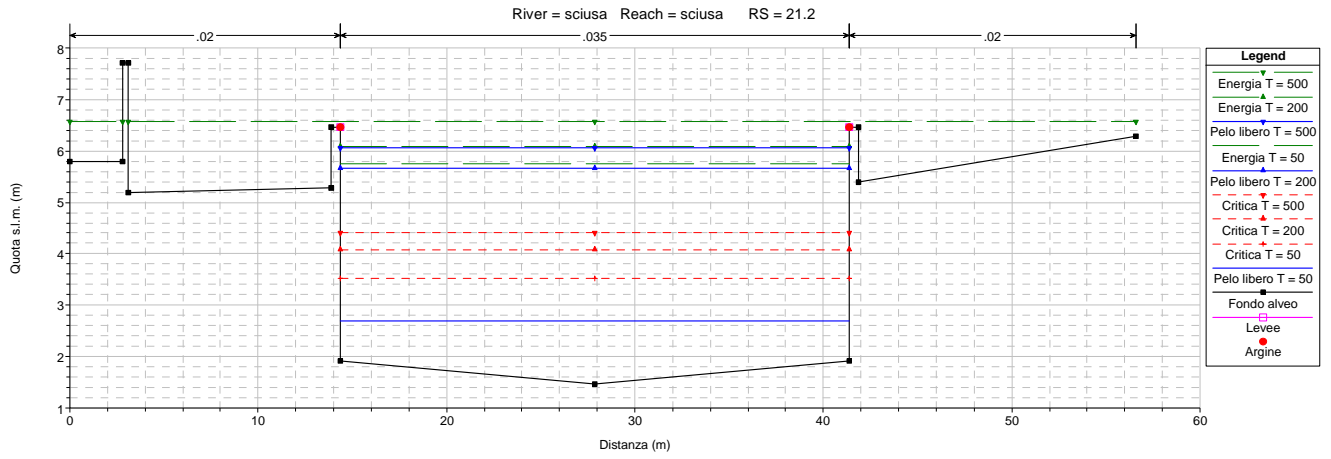 River = sciusa Reach = sciusa RS = 21.2
.02
.035
.02
8
7
6
5
4
3
2
1
Quota s.l.m. (m)
0
10
20
30
40
50
60
Distanza (m)
Legend
Energia T = 500
Energia T = 200
Pelo libero T = 500
Energia T = 50
Pelo libero T = 200
Critica T = 500
Critica T = 200
Critica T = 50
Pelo libero T = 50
Fondo alveo
Levee
Argine